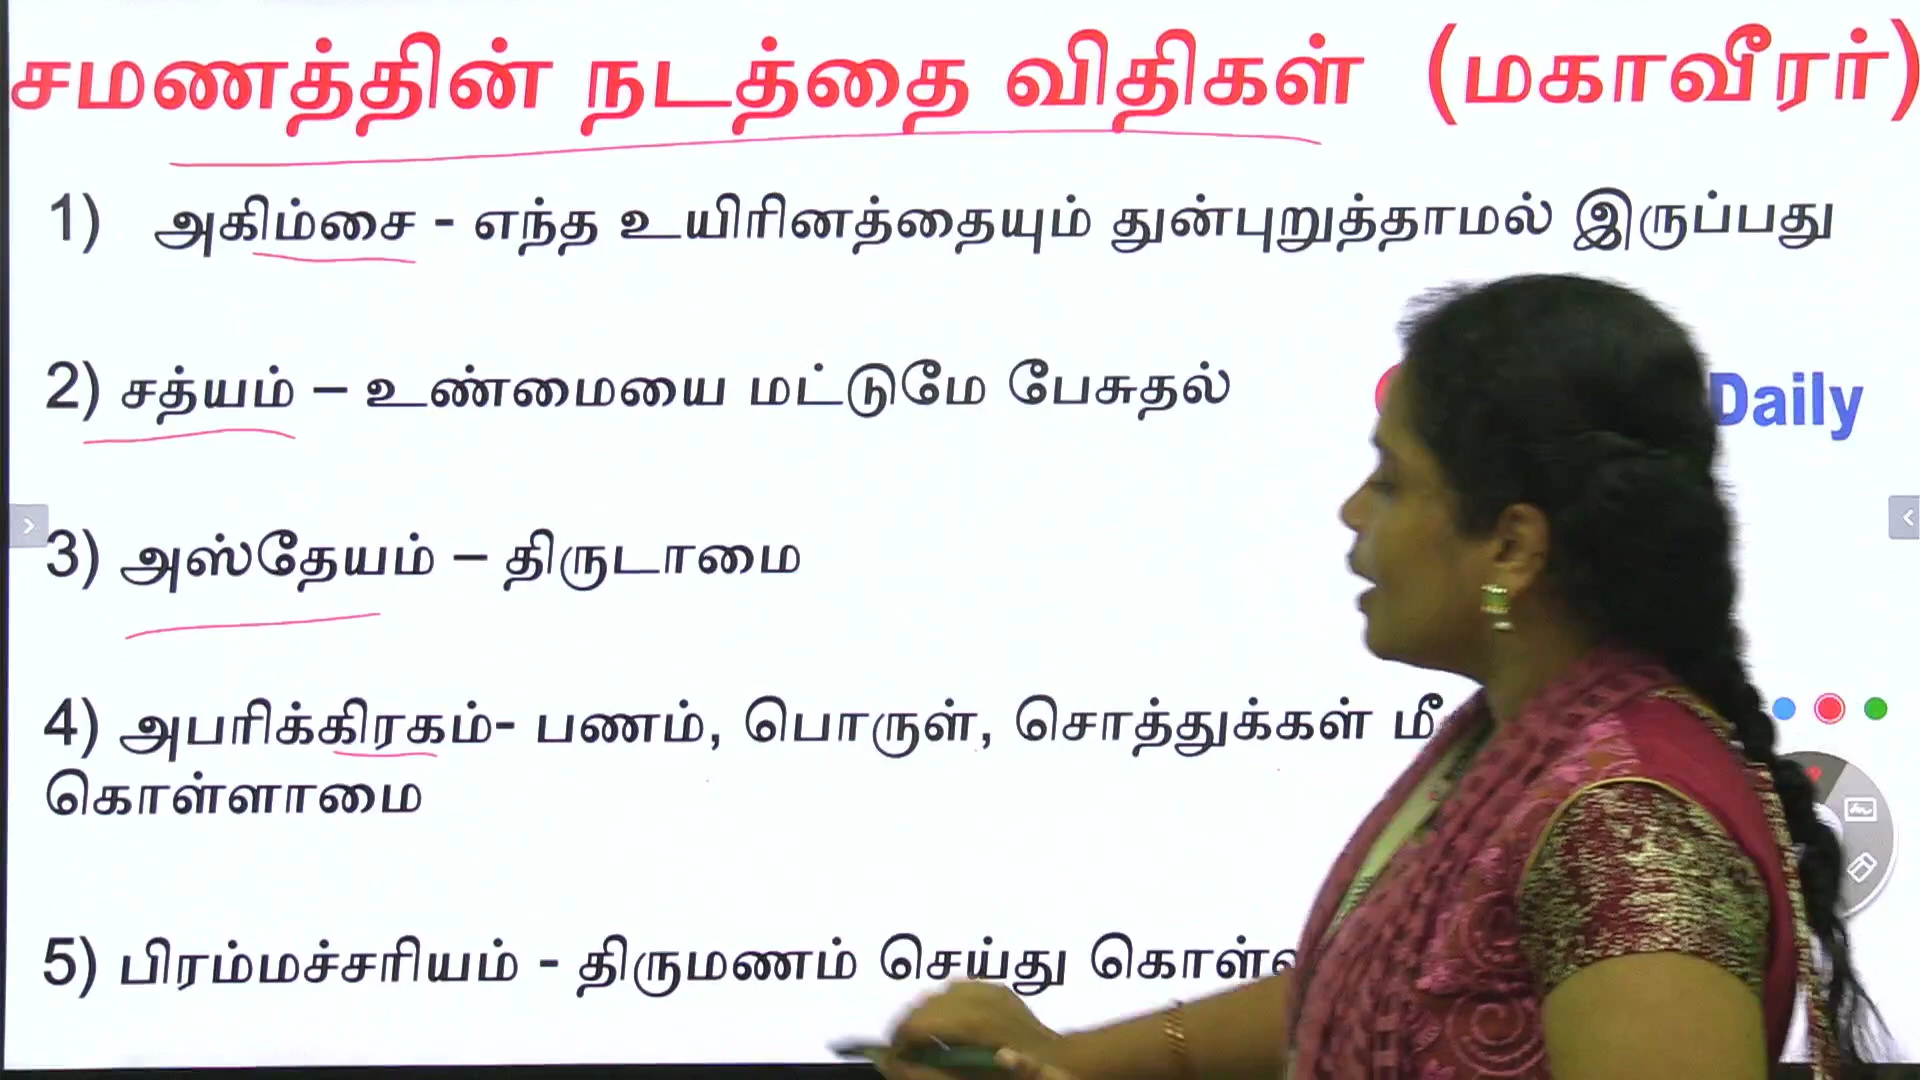 சமணத்தின் நடத்தை விதிகள் (மகாவீரர்)
1) அகிம்சை - எந்த உயிரினத்தையும் துன்புறுத்தாமல் இருப்பது
2) சத்யம் – உண்மையை மட்டுமே பேசுதல்
Daily
3) அஸ்தேயம் – திருடாமை
4) அபரிக்கிரகம்- பணம், பொருள், சொத்துக்கள்
கொள்ளாமை
5) பிரம்மச்சரியம் - திருமணம் செய்து